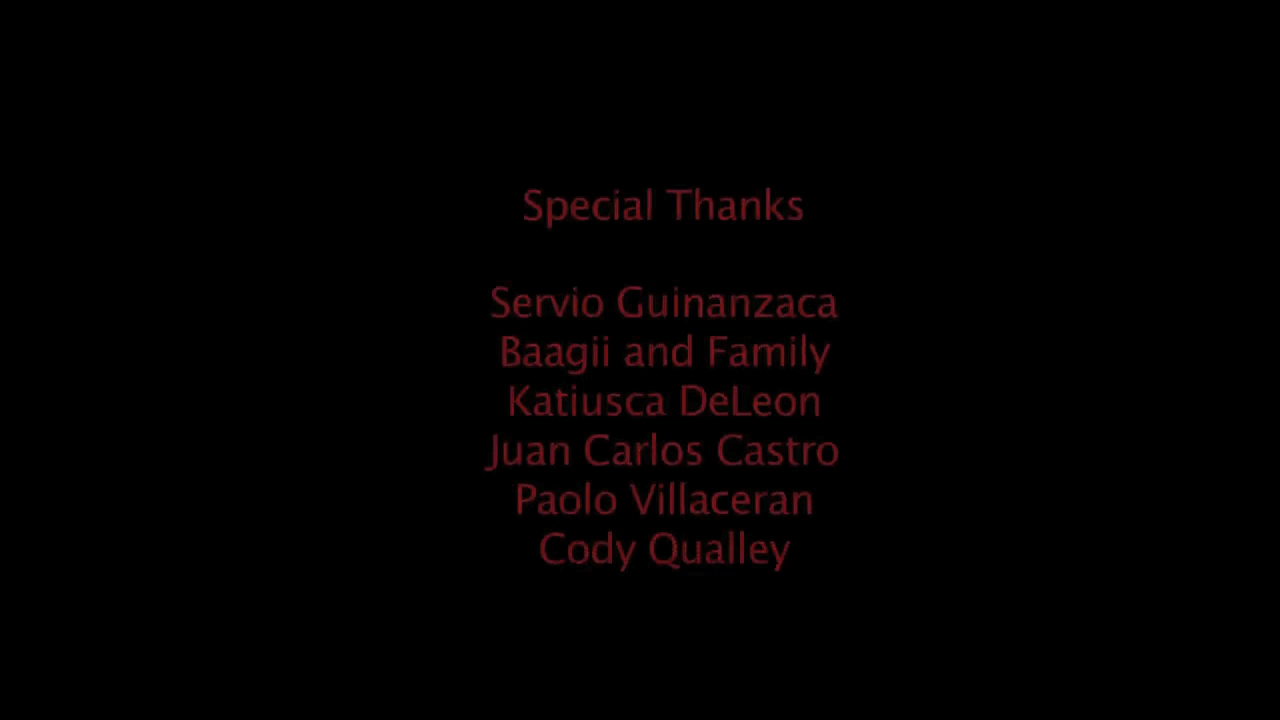 Special Thanks
Servio Guinanzaca
Baagii and Family
Katiusca DeLeon
Juan Carlos Castro
Paolo Villaceran
Cody Qualley